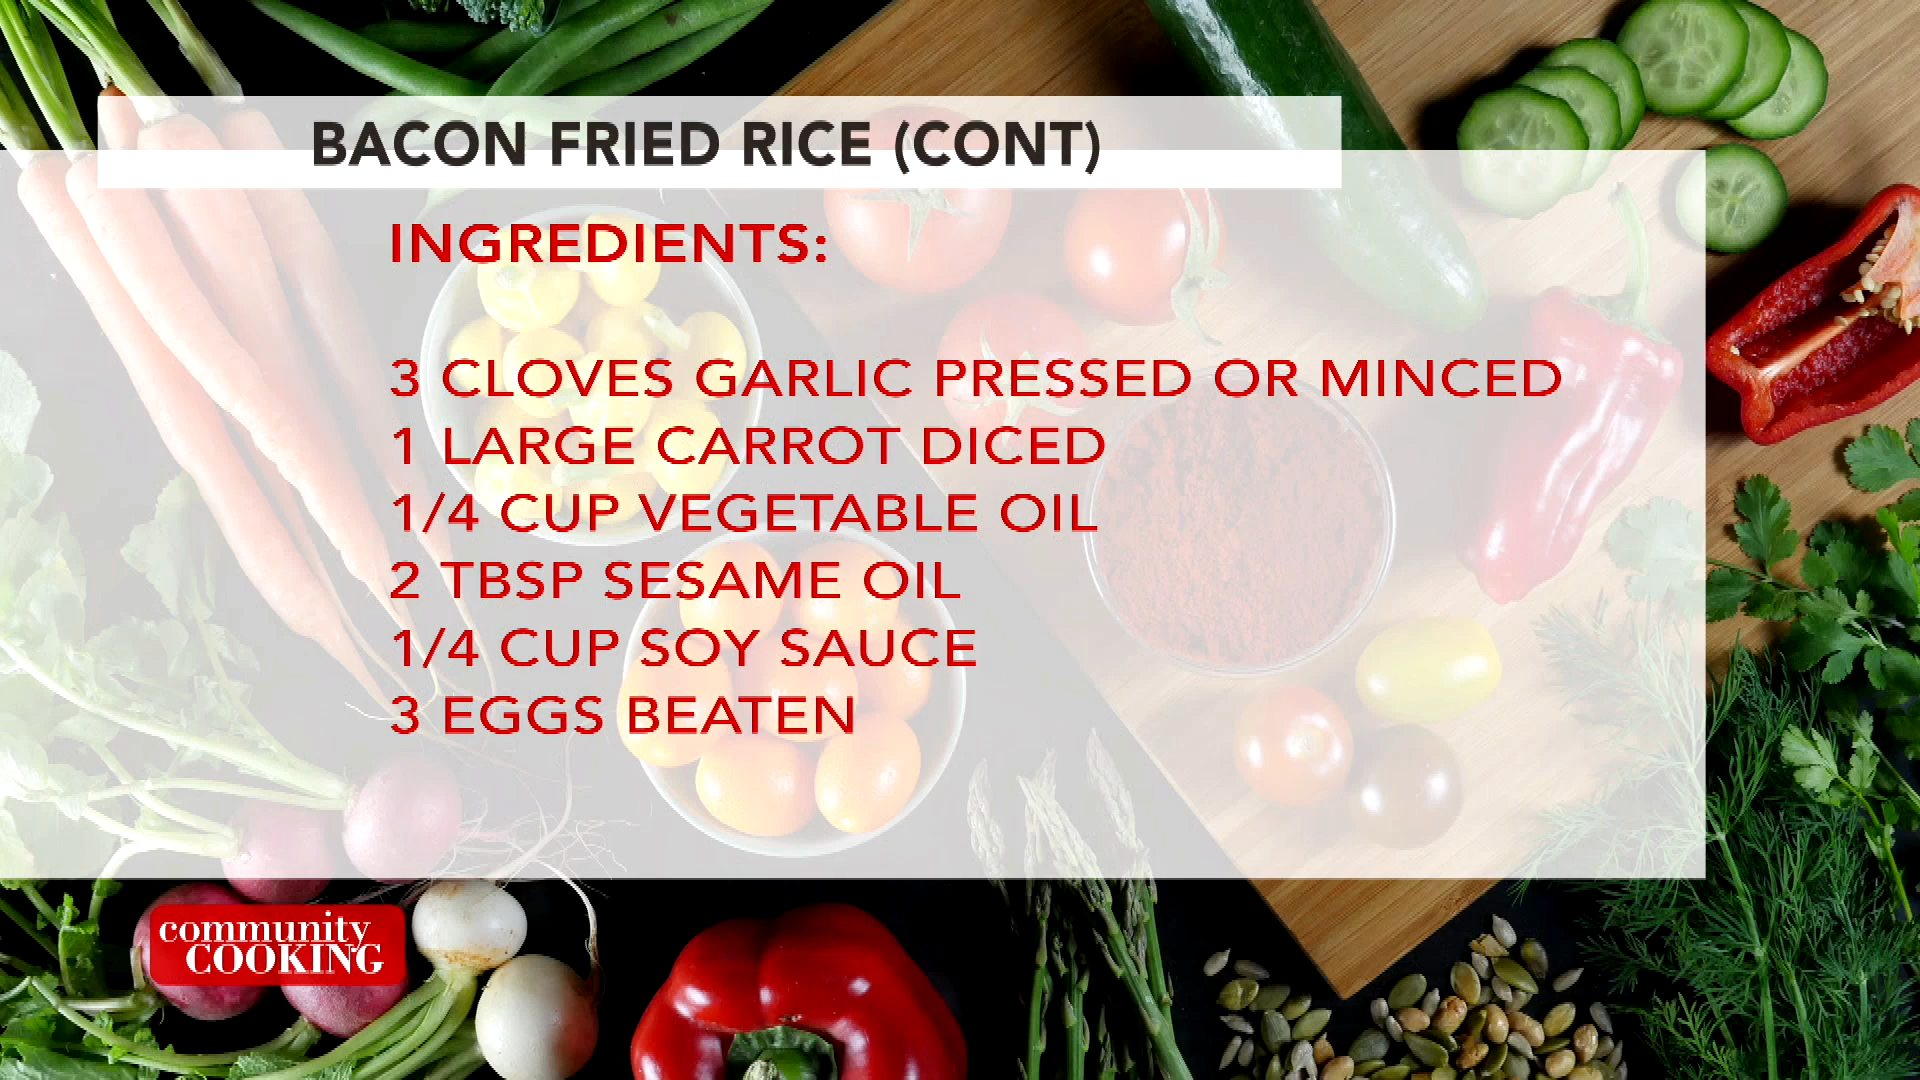 BACON FRIED RICE (CONT)
INGREDIENTS:
3 CLOVES GARLIC PRESSED OR MINCED
1 LARGE CARROT DICED
1/4 CUP VEGETABLE OIL
2 TBSP SESAME OIL
1/4 CUP SOY SAUCE
3 EGGS BEATEN
community
COOKING